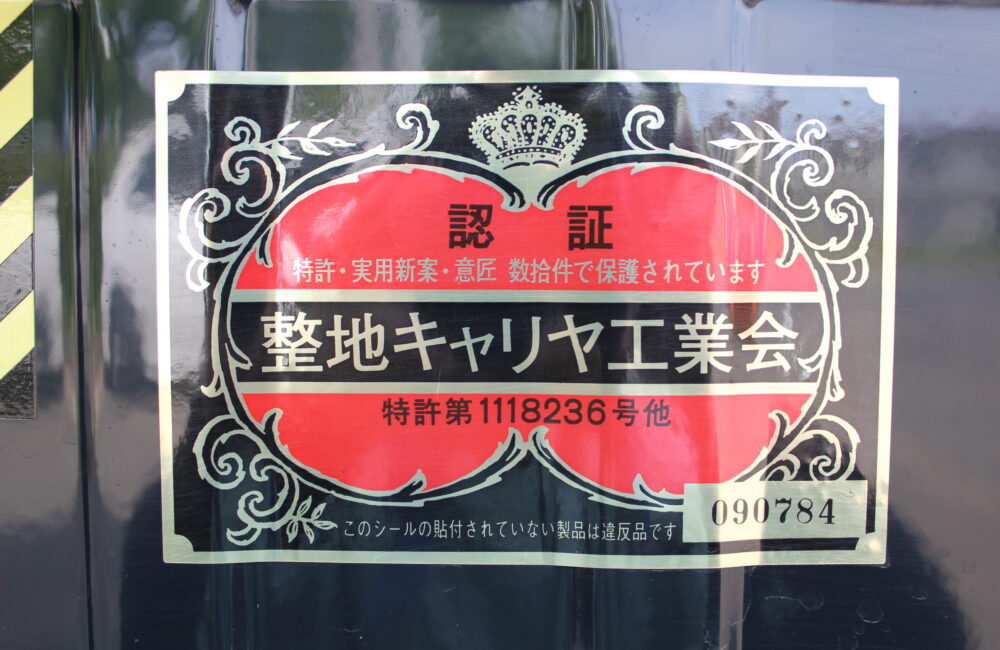 認証
特許・実用新案・意匠 数拾件で保護されています
整地キャリヤ工業会
特許第1118236号他
このシールの貼付されていない製品は違反品です
090784